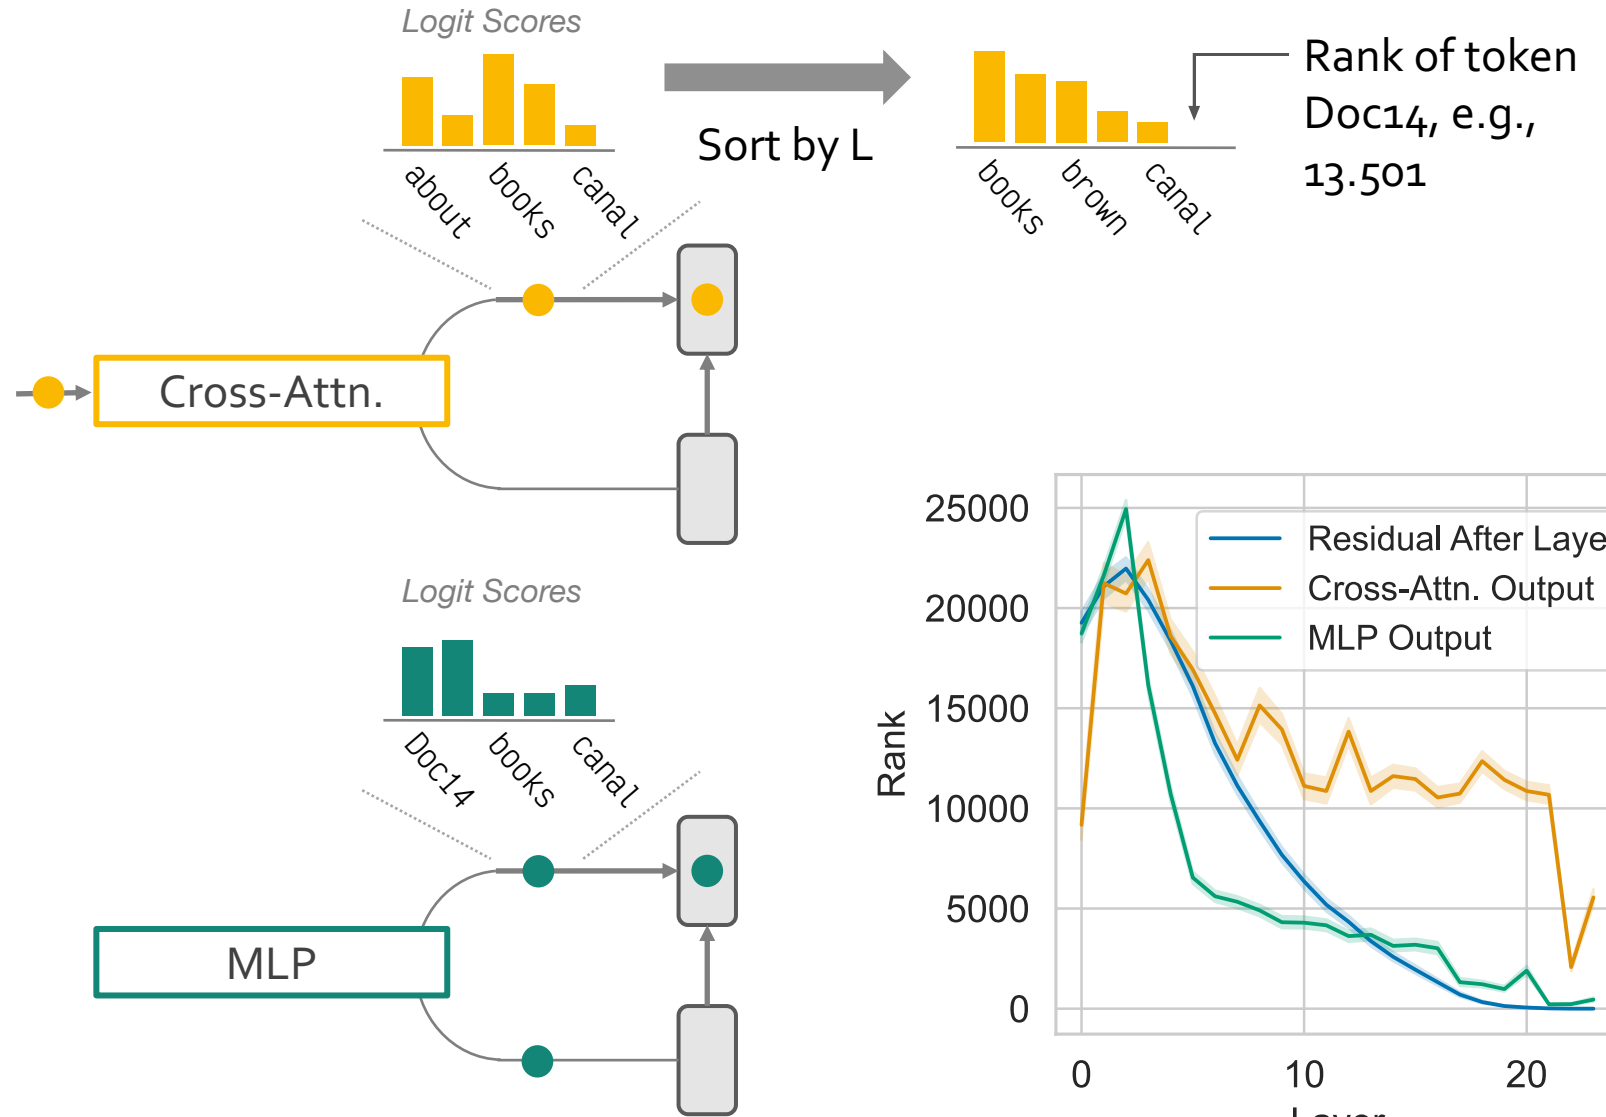 Logit Scores
about
books
canal
Sort by L
books
brown
canal
Rank of token
Doc14, e.g.,
13.501
Cross-Attn.
Logit Scores
Doc14
books
canal
MLP
25000
20000
15000
10000
5000
0
Rank
Residual After Laye
Cross-Attn. Output
MLP Output
0
10
20
Layer